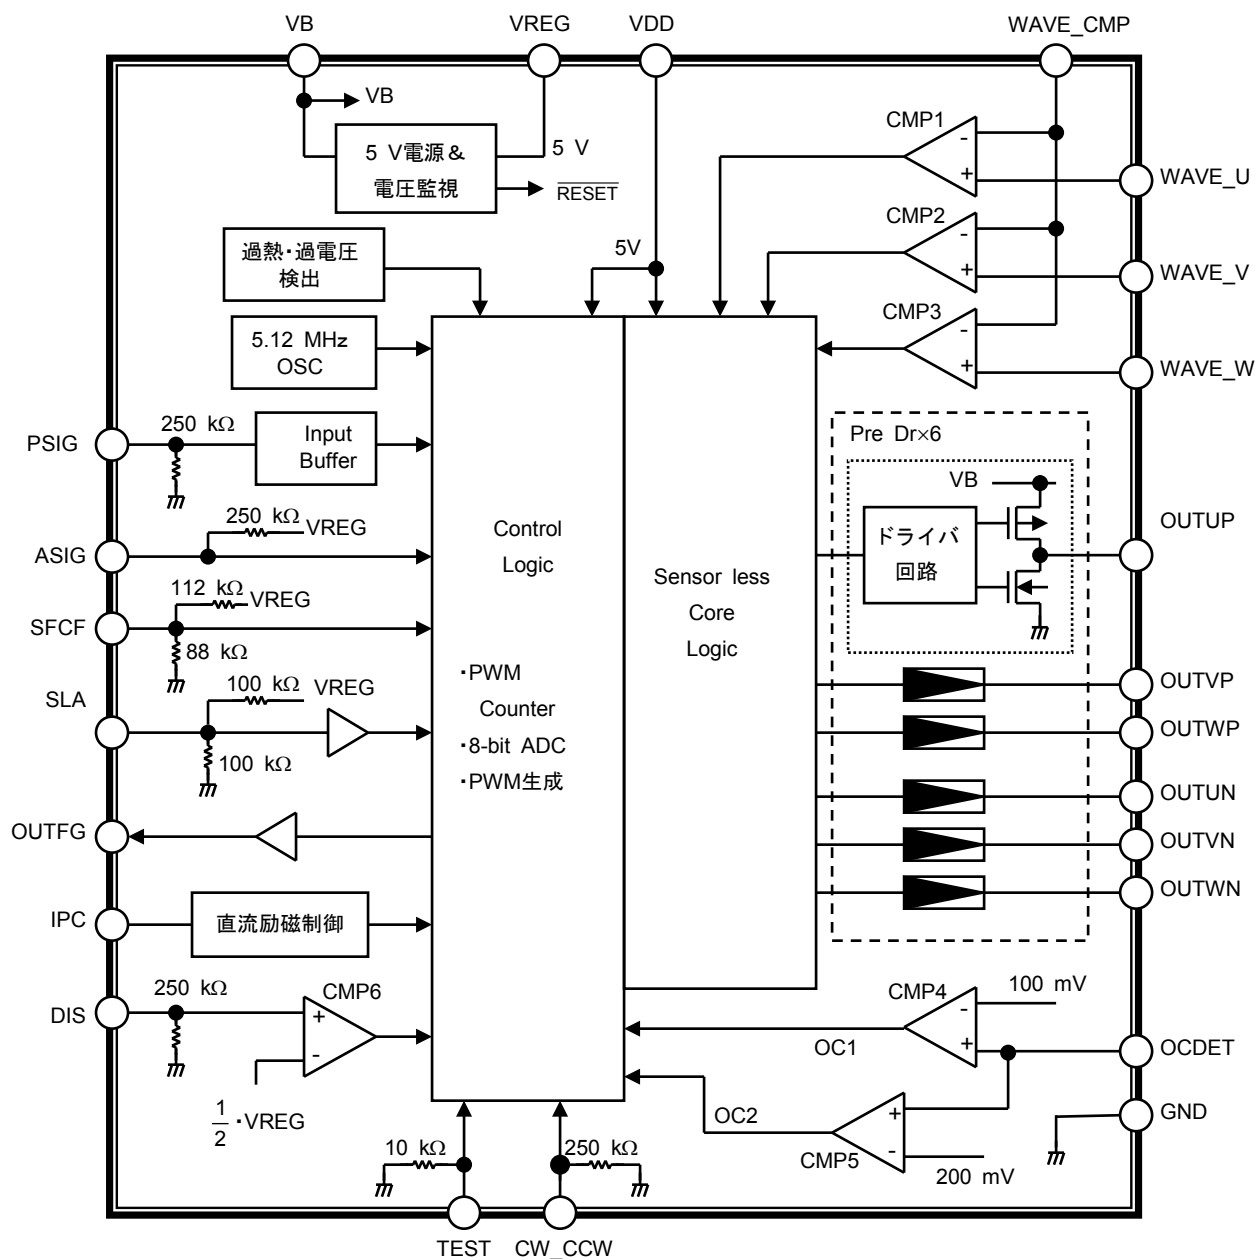 VB
VREG
VDD
WAVE_CMP
VB
5 V電源＆
電圧監視
5 V
RESET
CMP1
-
+
WAVE_U
過熱・過電圧
検出
5V
CMP2
-
+
WAVE_V
5.12 MHz
OSC
CMP3
-
+
WAVE_W
PSIG
250 kΩ
Input
Buffer
Pre Dr×6
VB
ドライバ
回路
OUTUP
ASIG
250 kΩ
VREG
Control
Logic
Sensor less
Core
Logic
SFCF
112 kΩ
VREG
88 kΩ
SLA
100 kΩ
VREG
100 kΩ
・PWM
Counter
・8-bit ADC
・PWM生成
OUTVP
OUTWP
OUTUN
OUTVN
OUTWN
OUTFG
IPC
直流励磁制御
DIS
250 kΩ
CMP6
+
-
1
2
・VREG
CMP4
100 mV
-
+
OC1
OCDET
OC2
+
-
CMP5
200 mV
GND
10 kΩ
250 kΩ
TEST
CW_CCW